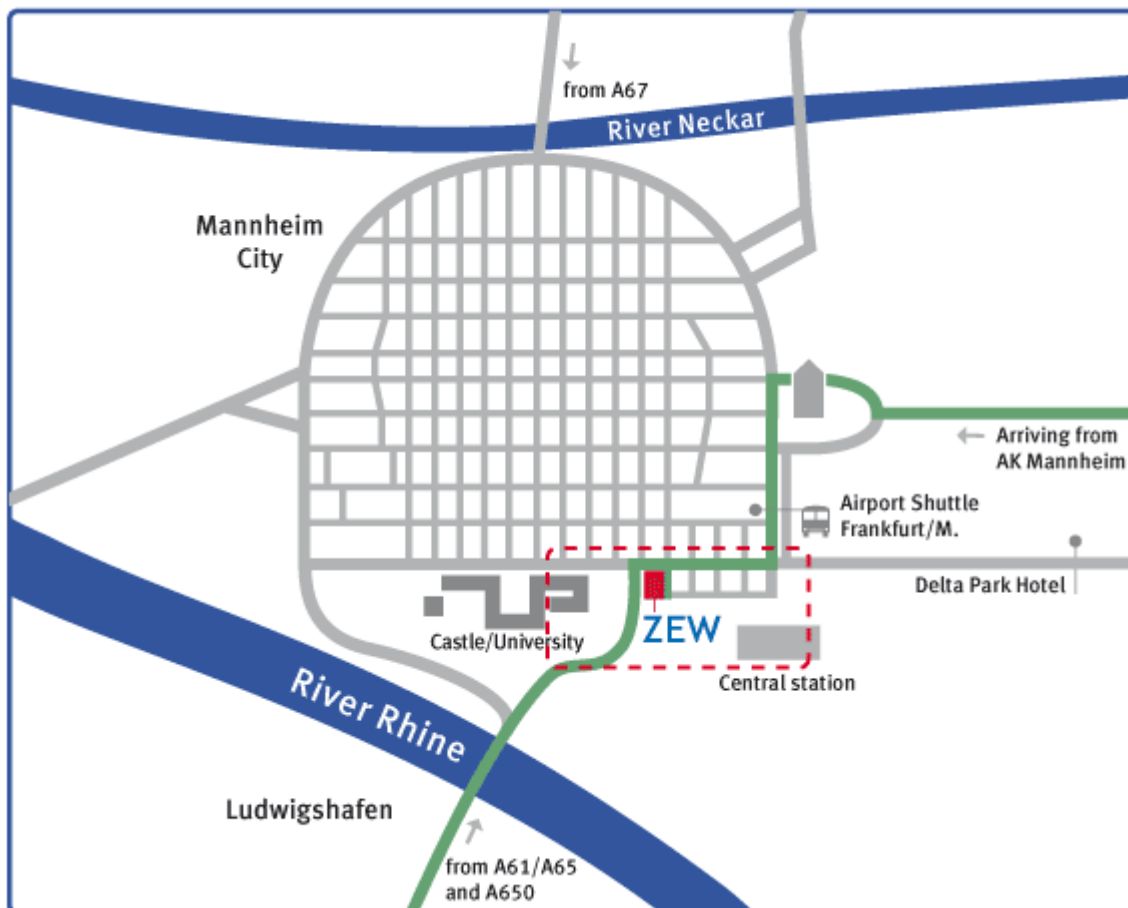 from A67
River Neckar
Mannheim
City
Arriving from
AK Mannheim
Airport Shuttle
Frankfurt/M.
Delta Park Hotel
Castle/University
ZEW
Central station
River Rhine
Ludwigshafen
from A61/A65
and A650